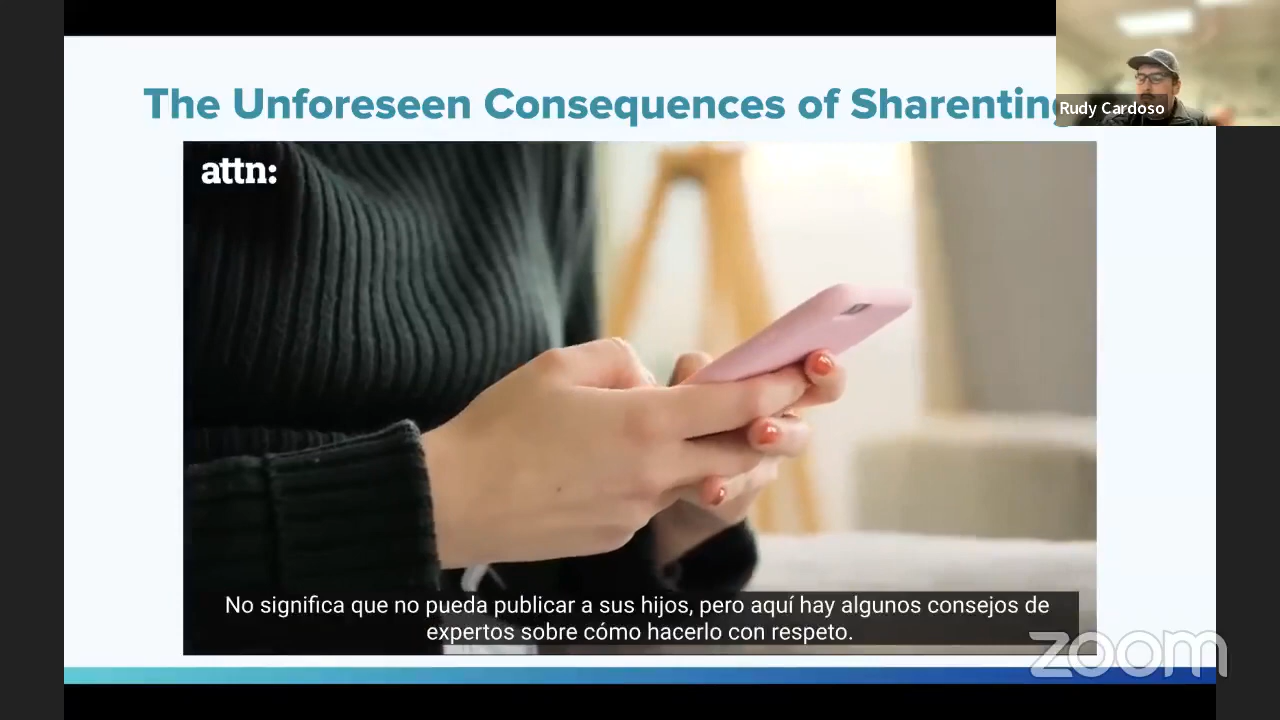 The Unforeseen Consequences of Sharenting
Rudy Cardoso
attn:
No significa que no pueda publicar a sus hijos, pero aquí hay algunos consejos de
expertos sobre cómo hacerlo con respeto.
zoom